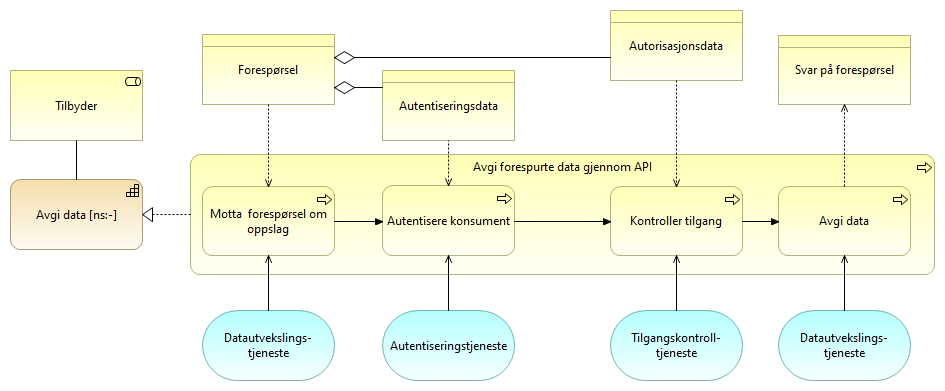 Autorisasjonsdata
Forespørsel
Svar på forespørsel
Tilbyder
Autentiseringsdata
Avgi forespurte data gjennom API
Avgi data [ns:-]
Motta forespørsel om
oppslag
Autentisere konsument
Kontroller tilgang
Avgi data
Datautvekslings-
tjeneste
Autentiseringstjeneste
Tilgangskontroll-
tjeneste
Datautvekslings-
tjeneste